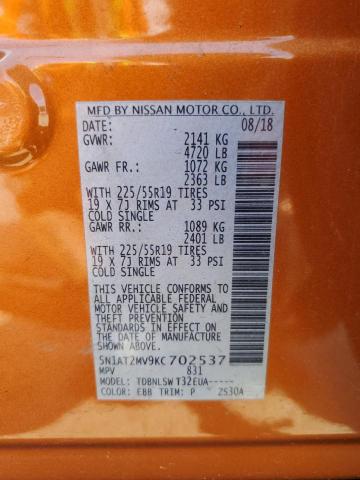 MFD BY NISSAN MOTOR CO., LTD.
DATE: 08/18
GVWR: 2141 KG
4720 LB
GAWR FR.: 1072 KG
2363 LB
WITH 225/55R19 TIRES
19 X 7J RIMS AT 33 PSI
COLD SINGLE
GAWR RR.: 1089 KG
2401 LB
WITH 225/55R19 TIRES
19 X 7J RIMS AT 33 PSI
COLD SINGLE
THIS VEHICLE CONFORMS TO
ALL APPLICABLE FEDERAL
MOTOR VEHICLE SAFETY
AND THEFT PREVENTION
STANDARDS IN EFFECT ON
THE DATE OF MANUFACTURE
SHOWN ABOVE.
5N1AT2MV9KC702537
MPV 831
MODEL: TDBNLSW T32EUA-----
COLOR: EBB TRIM: P 2S30A